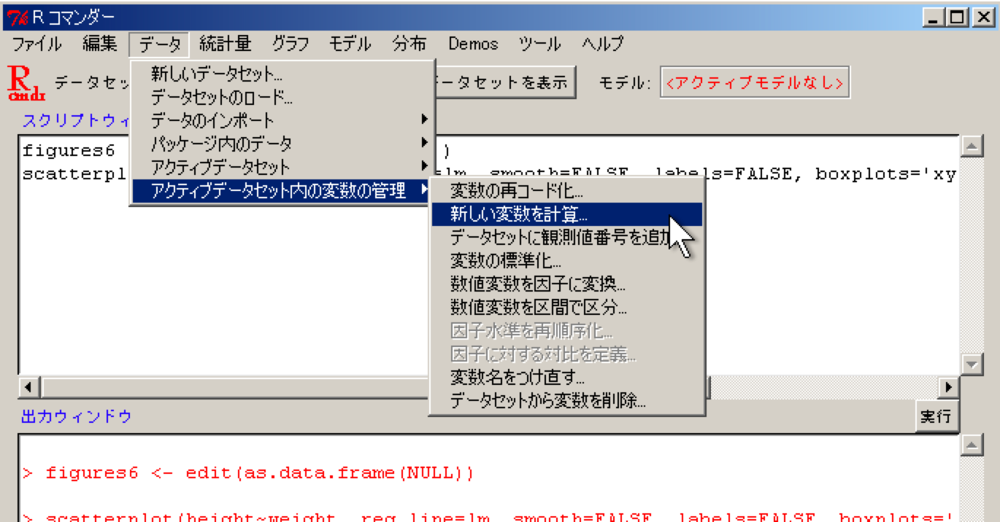 R コマンダー
ファイル 編集 データ 統計量 グラフ モデル 分布 Demos ツール ヘルプ
R cmdr データセッ ータセットを表示 モデル: <アクティブモデルなし>
新しいデータセット...
データセットのロード...
データのインポート
パッケージ内のデータ
アクティブデータセット
アクティブデータセット内の変数の管理
変数の再コード化...
新しい変数を計算...
データセットに観測値番号を追加
変数の標準化...
数値変数を因子に変換...
数値変数を区間で区分...
因子水準を再順序化...
因子に対する対比を定義...
変数名をつけ直す...
データセットから変数を削除...
スクリプトウィ
figures6 )
scatterpl =lm, smooth=FALSE, labels=FALSE, boxplots='xy
出力ウィンドウ
実行
> figures6 <- edit(as.data.frame(NULL))
> scatterplot(height~weight, reg.line=lm, smooth=FALSE, labels=FALSE, boxplots='